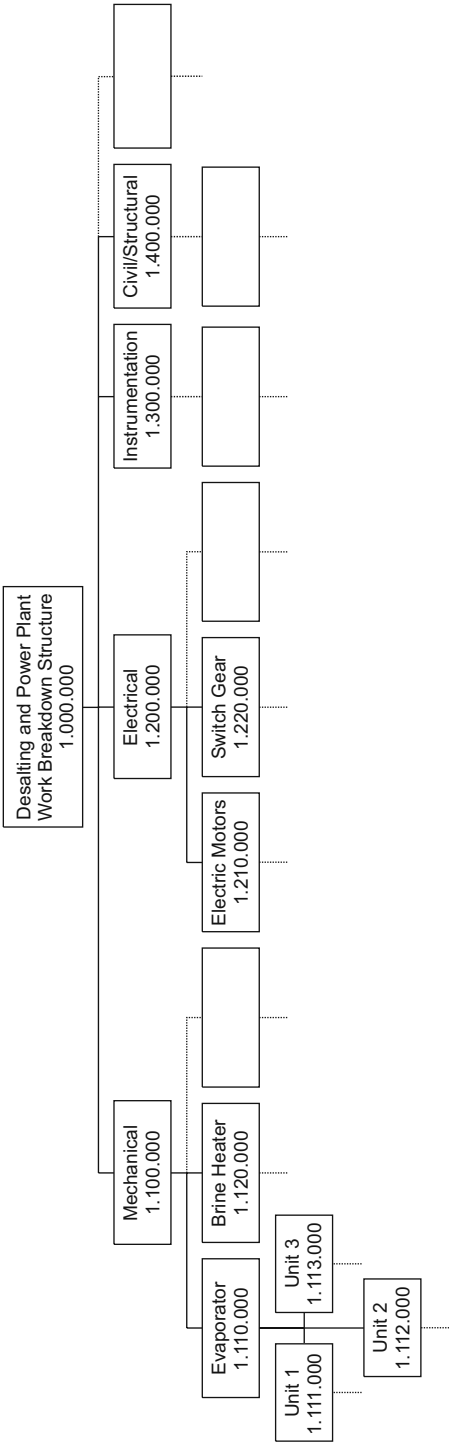 Desalting and Power Plant
Work Breakdown Structure
1.000.000
Mechanical
1.100.000
Electrical
1.200.000
Instrumentation
1.300.000
Civil/Structural
1.400.000
Evaporator
1.110.000
Brine Heater
1.120.000
Electric Motors
1.210.000
Switch Gear
1.220.000
Unit 1
1.111.000
Unit 3
1.113.000
Unit 2
1.112.000